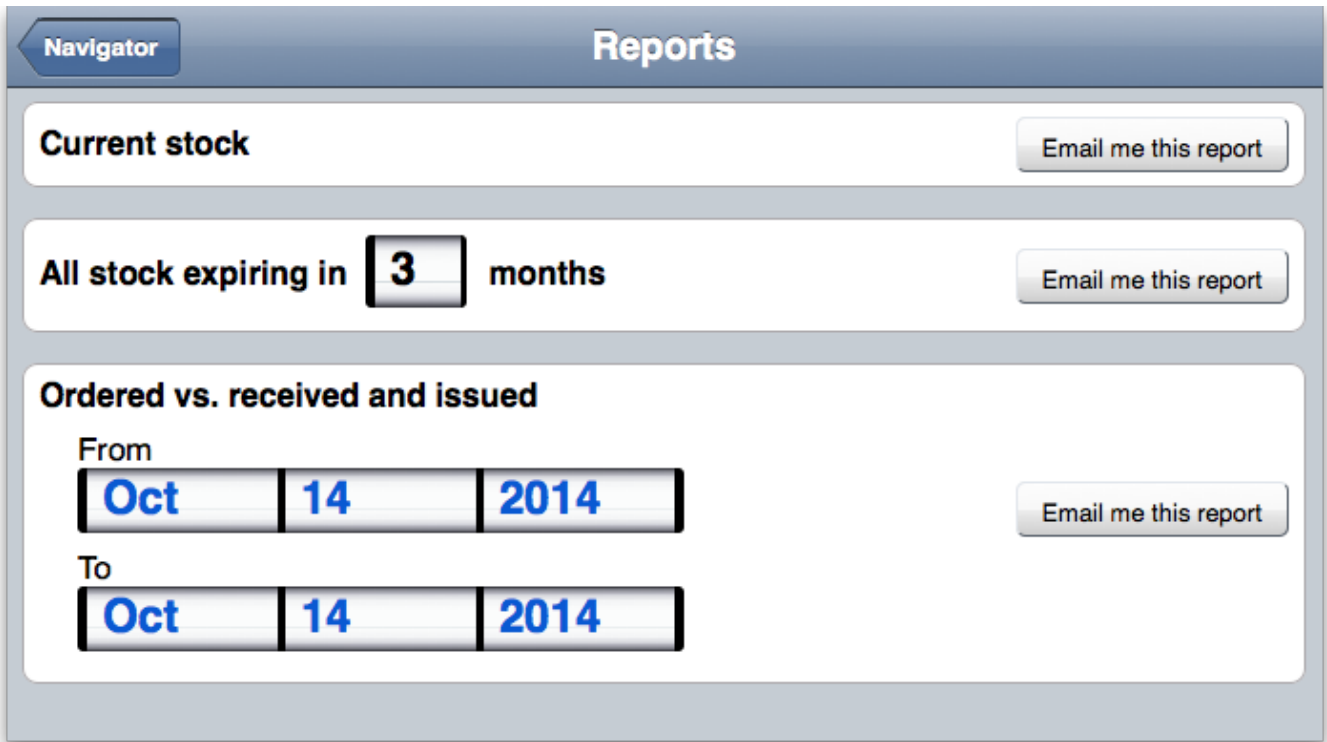 Navigator
Reports
Current stock
Email me this report
All stock expiring in 3 months
Email me this report
Ordered vs. received and issued
From
Oct 14 2014
Email me this report
To
Oct 14 2014